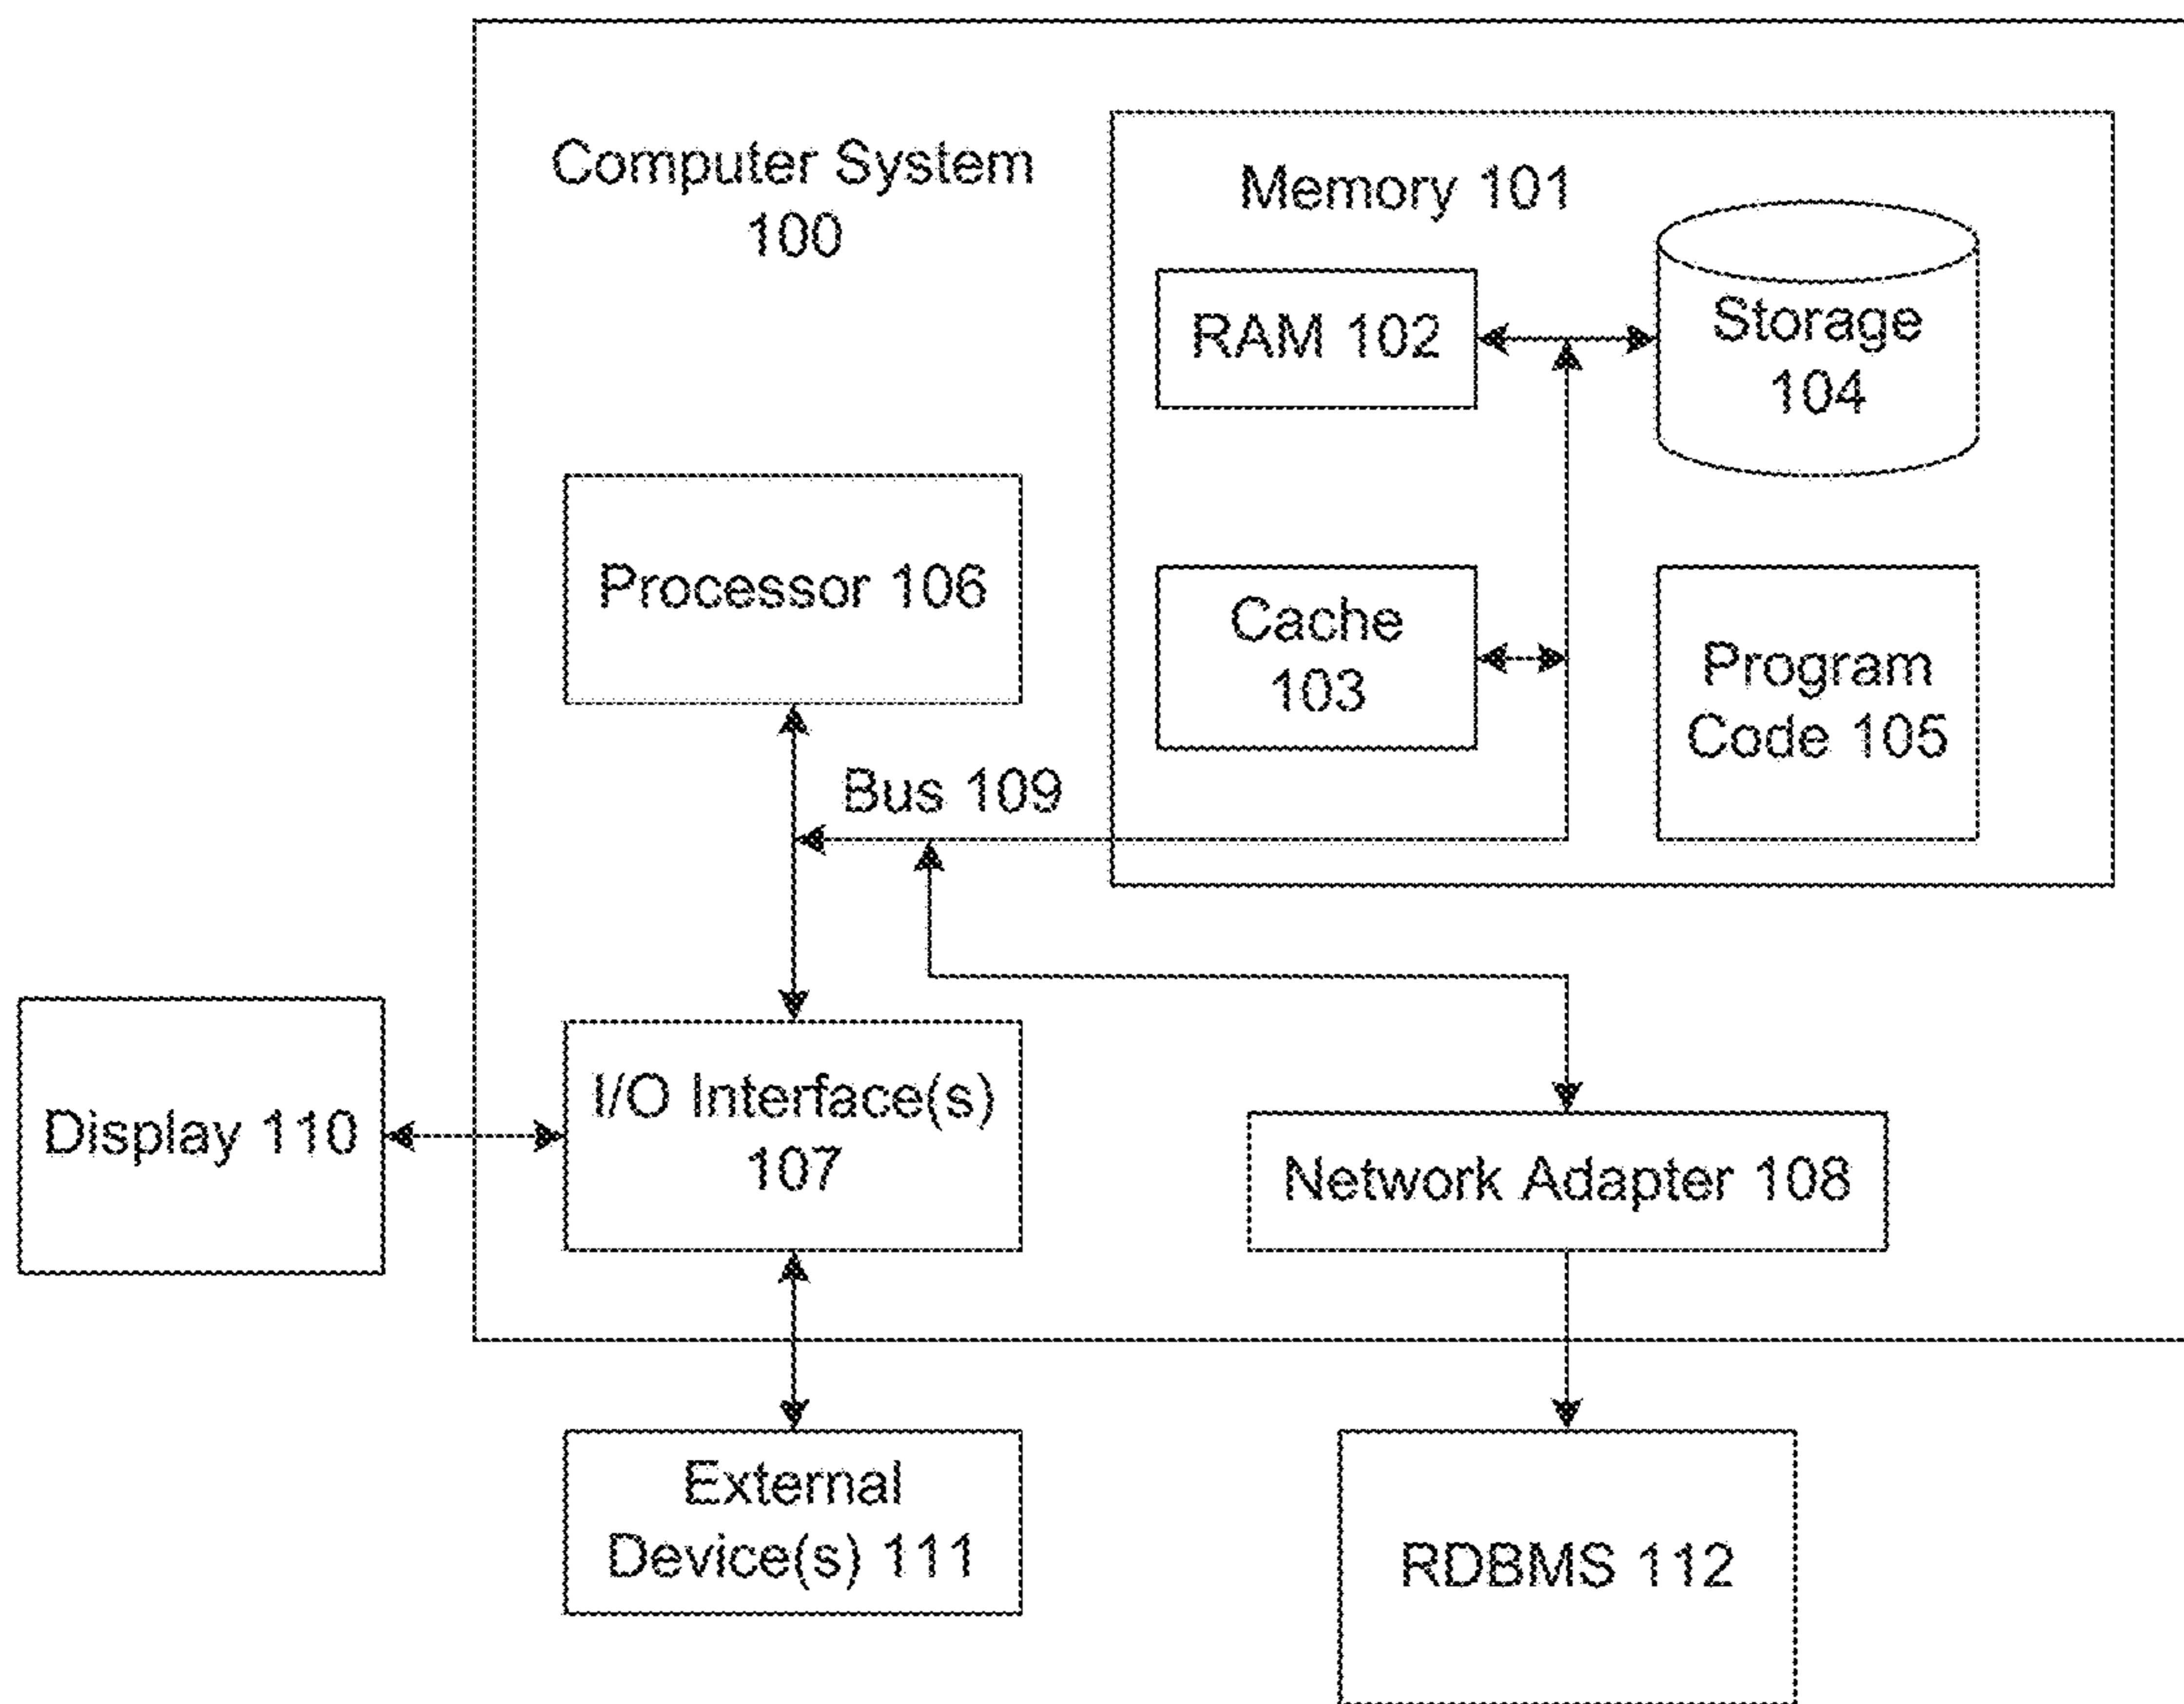 Computer System
100
Memory 101
RAM 102
Storage
104
Processor 106
Cache
103
Program
Code 105
Bus 109
Display 110
I/O Interface(s)
107
Network Adapter 108
External
Device(s) 111
RDBMS 112